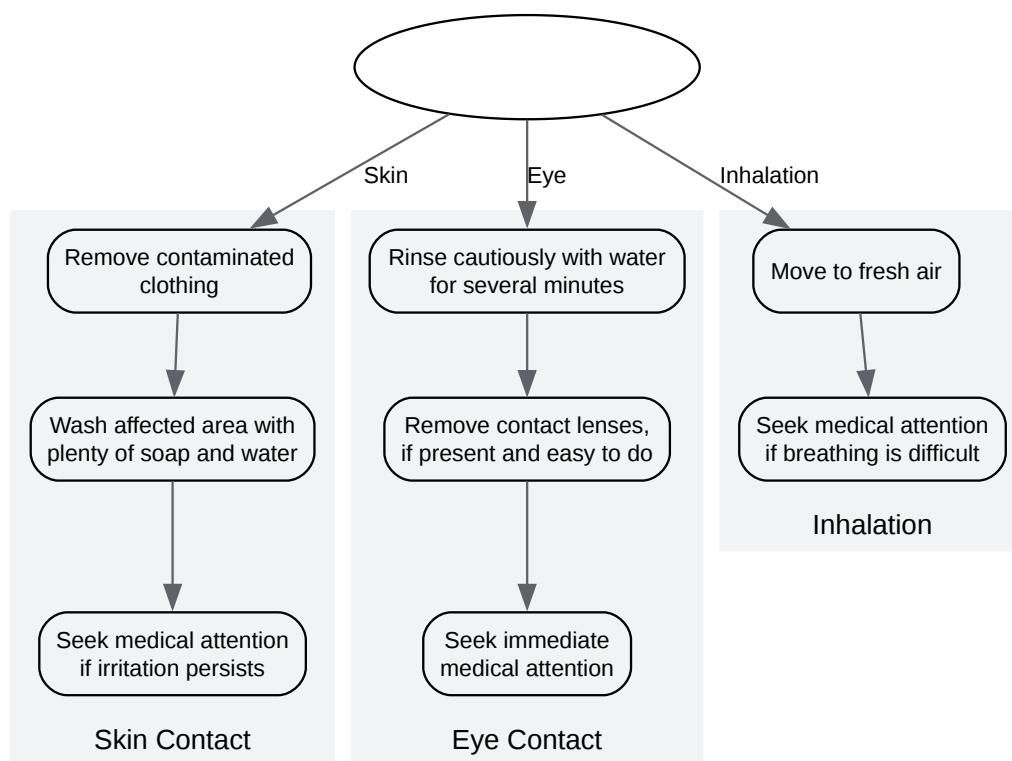 Skin
Eye
Inhalation
Remove contaminated
clothing
Wash affected area with
plenty of soap and water
Seek medical attention
if irritation persists
Skin Contact
Rinse cautiously with water
for several minutes
Remove contact lenses,
if present and easy to do
Seek immediate
medical attention
Eye Contact
Move to fresh air
Seek medical attention
if breathing is difficult
Inhalation